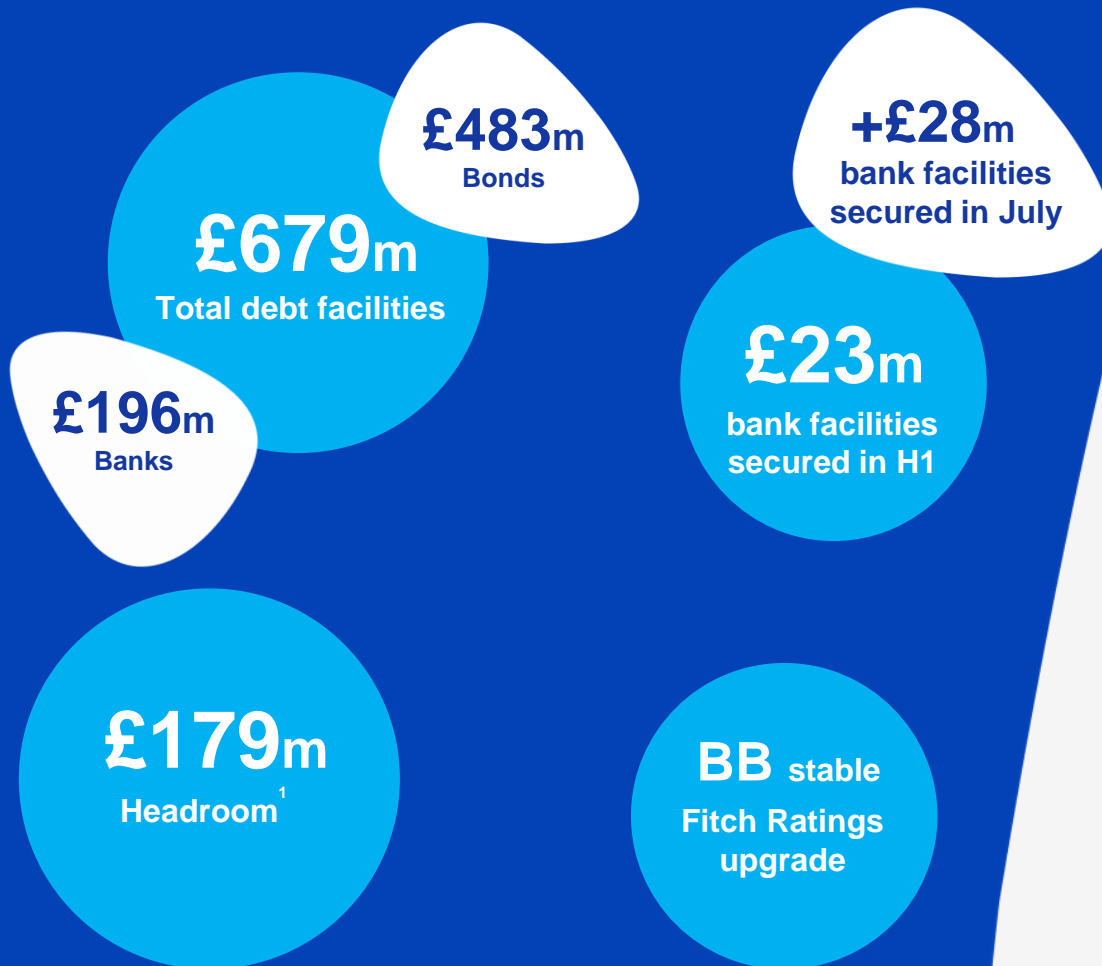 £483m
Bonds
£679m
Total debt facilities
£196m
Banks
+£28m
bank facilities
secured in July
£23m
bank facilities
secured in H1
£179m
Headroom¹
BB stable
Fitch Ratings
upgrade